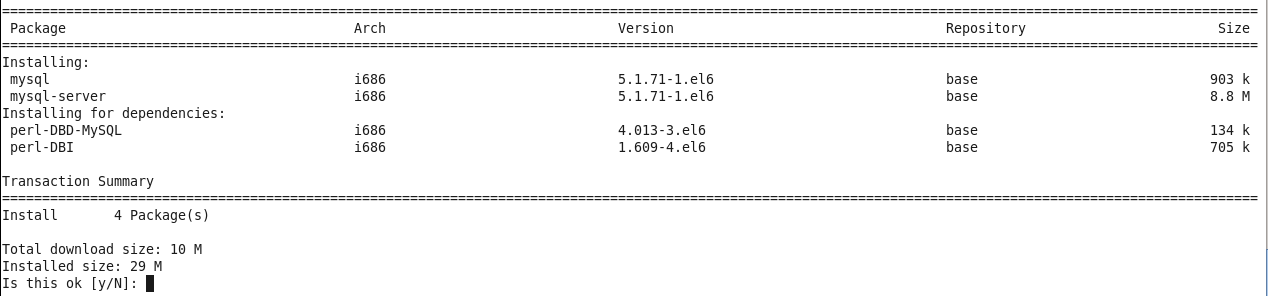 ================================================================================
 Package                                    Arch                             Version                                  Repository                       Size
================================================================================
Installing:
 mysql                                      i686                             5.1.71-1.el6                             base                            903 k
 mysql-server                               i686                             5.1.71-1.el6                             base                            8.8 M
Installing for dependencies:
 perl-DBD-MySQL                             i686                             4.013-3.el6                              base                            134 k
 perl-DBI                                   i686                             1.609-4.el6                              base                            705 k

Transaction Summary
================================================================================
Install       4 Package(s)

Total download size: 10 M
Installed size: 29 M
Is this ok [y/N]: